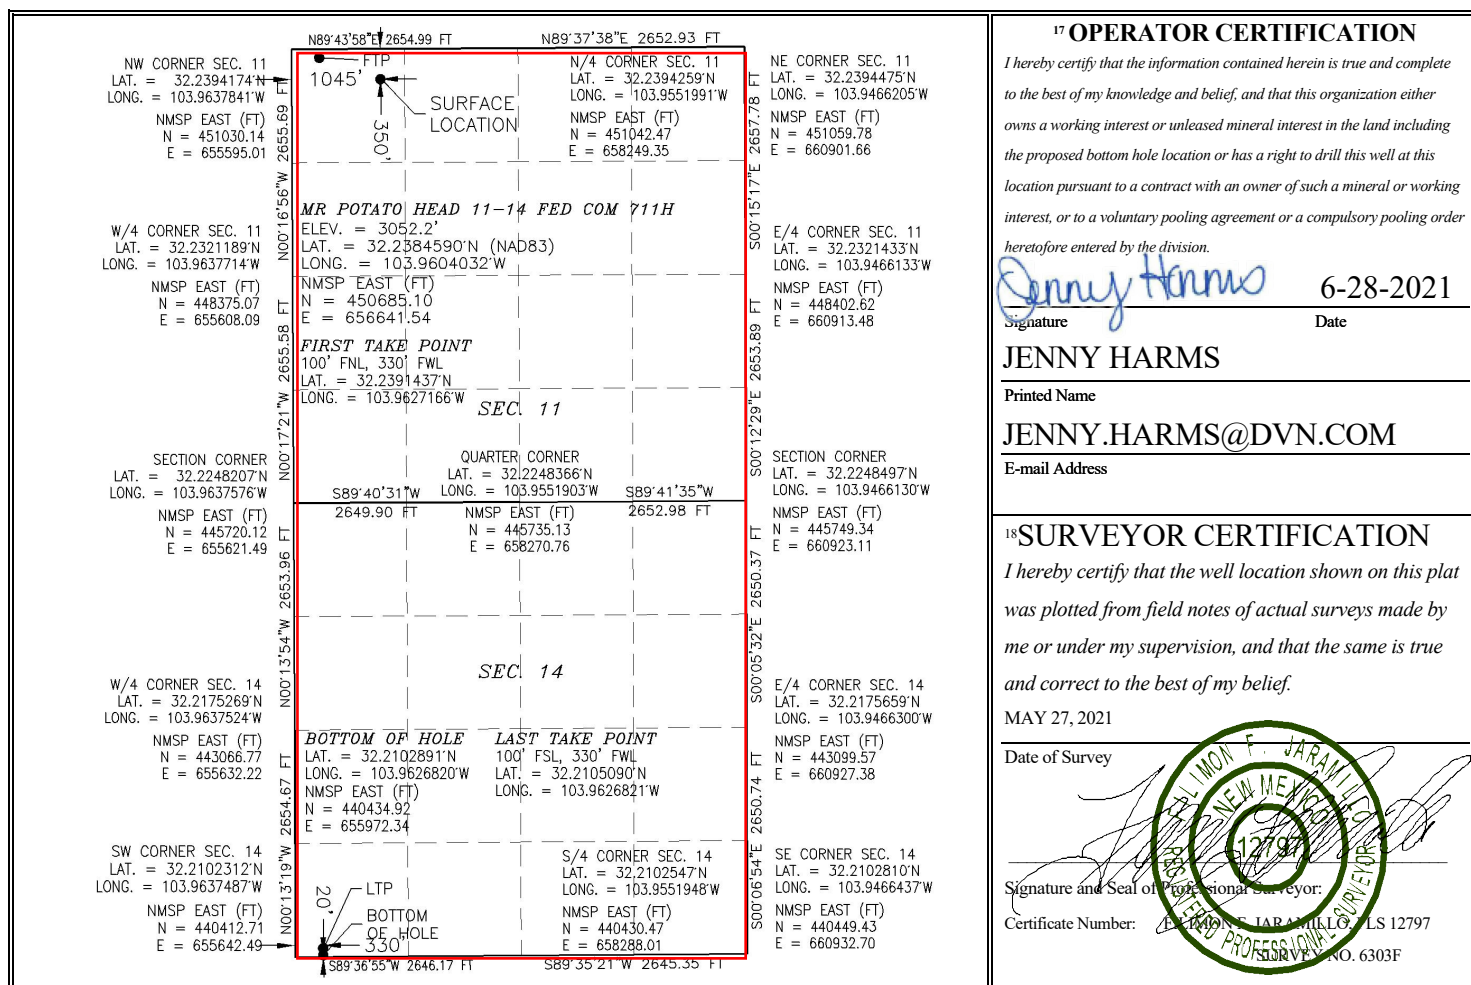 N89°43'58"E 2654.99 FT
N89°37'38"E 2652.93 FT
NW CORNER SEC. 11
LAT. = 32.2394174°N
LONG. = 103.9637841°W
NMSP EAST (FT)
N = 451030.14
E = 655595.01
FTP
1045'
SURFACE
LOCATION
350'
N/4 CORNER SEC. 11
LAT. = 32.2394259°N
LONG. = 103.9551991°W
NMSP EAST (FT)
N = 451042.47
E = 658249.35
NE CORNER SEC. 11
LAT. = 32.2394475°N
LONG. = 103.9466205°W
NMSP EAST (FT)
N = 451059.78
E = 660901.66
N00°16'56"W 2655.69 FT
S00°15'17"E 2657.78 FT
MR POTATO HEAD 11-14 FED COM 711H
ELEV. = 3052.2'
LAT. = 32.2384590°N (NAD83)
LONG. = 103.9604032°W
NMSP EAST (FT)
N = 450685.10
E = 656641.54
W/4 CORNER SEC. 11
LAT. = 32.2321189°N
LONG. = 103.9637714°W
NMSP EAST (FT)
N = 448375.07
E = 655608.09
E/4 CORNER SEC. 11
LAT. = 32.2321433°N
LONG. = 103.9466133°W
NMSP EAST (FT)
N = 448402.62
E = 660913.48
FIRST TAKE POINT
100' FNL, 330' FWL
LAT. = 32.2391437°N
LONG. = 103.9627166°W
N00°17'21"W 2655.58 FT
S00°12'29"E 2653.89 FT
SEC. 11
SECTION CORNER
LAT. = 32.2248207°N
LONG. = 103.9637576°W
NMSP EAST (FT)
N = 445720.12
E = 655621.49
QUARTER CORNER
LAT. = 32.2248366°N
LONG. = 103.9551903°W
NMSP EAST (FT)
N = 445735.13
E = 658270.76
S89°40'31"W
2649.90 FT
S89°41'35"W
2652.98 FT
SECTION CORNER
LAT. = 32.2248497°N
LONG. = 103.9466130°W
NMSP EAST (FT)
N = 445749.34
E = 660923.11
N00°13'54"W 2653.96 FT
S00°05'32"E 2650.37 FT
SEC. 14
W/4 CORNER SEC. 14
LAT. = 32.2175269°N
LONG. = 103.9637524°W
NMSP EAST (FT)
N = 443066.77
E = 655632.22
E/4 CORNER SEC. 14
LAT. = 32.2175659°N
LONG. = 103.9466300°W
NMSP EAST (FT)
N = 443099.57
E = 660927.38
BOTTOM OF HOLE
LAT. = 32.2102891°N
LONG. = 103.9626820°W
NMSP EAST (FT)
N = 440434.92
E = 655972.34
LAST TAKE POINT
100' FSL, 330' FWL
LAT. = 32.2105090°N
LONG. = 103.9626821°W
N00°13'19"W 2654.67 FT
S00°06'54"E 2650.74 FT
SW CORNER SEC. 14
LAT. = 32.2102312°N
LONG. = 103.9637487°W
NMSP EAST (FT)
N = 440412.71
E = 655642.49
20'
LTP
BOTTOM
OF HOLE
330'
S/4 CORNER SEC. 14
LAT. = 32.2102547°N
LONG. = 103.9551948°W
NMSP EAST (FT)
N = 440430.47
E = 658288.01
SE CORNER SEC. 14
LAT. = 32.2102810°N
LONG. = 103.9466437°W
NMSP EAST (FT)
N = 440449.43
E = 660932.70
S89°36'55"W 2646.17 FT
S89°35'21"W 2645.35 FT
17 OPERATOR CERTIFICATION
I hereby certify that the information contained herein is true and complete
to the best of my knowledge and belief, and that this organization either
owns a working interest or unleased mineral interest in the land including
the proposed bottom hole location or has a right to drill this well at this
location pursuant to a contract with an owner of such a mineral or working
interest, or to a voluntary pooling agreement or a compulsory pooling order
heretofore entered by the division.
Jenny Harms 6-28-2021
Signature Date
JENNY HARMS
Printed Name
JENNY.HARMS@DVN.COM
E-mail Address
18 SURVEYOR CERTIFICATION
I hereby certify that the well location shown on this plat
was plotted from field notes of actual surveys made by
me or under my supervision, and that the same is true
and correct to the best of my belief.
MAY 27, 2021
Date of Survey
FILIMON F. JARAMILLO
NEW MEXICO
12797
REGISTERED PROFESSIONAL SURVEYOR
Signature and Seal of Professional Surveyor:
Certificate Number: FILIMON F. JARAMILLO, PLS 12797
SURVEY NO. 6303F